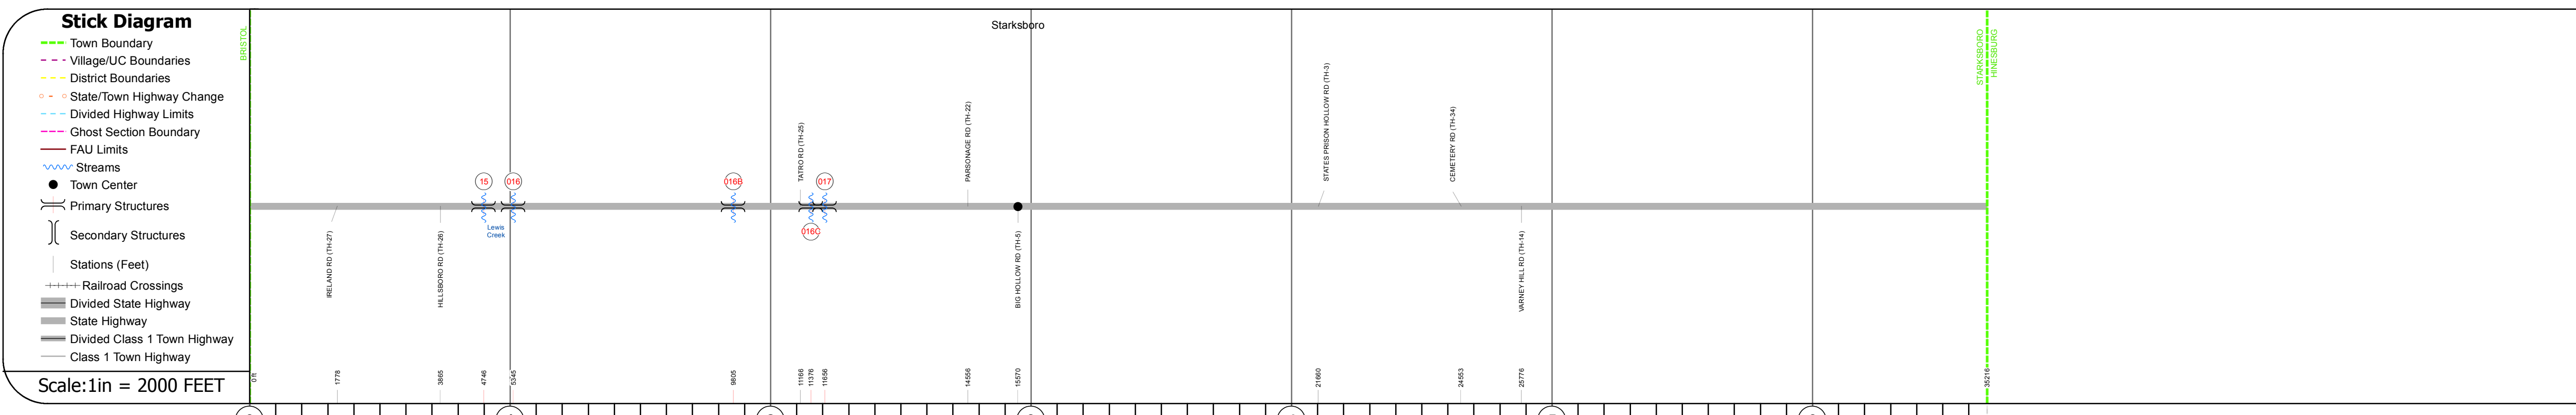 Stick Diagram
Town Boundary
Village/UC Boundaries
District Boundaries
State/Town Highway Change
Divided Highway Limits
Ghost Section Boundary
FAU Limits
Streams
Town Center
Primary Structures
Secondary Structures
Stations (Feet)
Railroad Crossings
Divided State Highway
State Highway
Divided Class 1 Town Highway
Class 1 Town Highway
Scale:1in = 2000 FEET
BRISTOL
Starksboro
STARKSBORO
HINESBURG
IRELAND RD (TH-27)
HILLSBORO RD (TH-26)
15
016
Lewis
Creek
016B
TATRO RD (TH-25)
016C
017
PARSONAGE RD (TH-22)
BIG HOLLOW RD (TH-5)
STATES PRISON HOLLOW RD (TH-3)
CEMETERY RD (TH-34)
VARNEY HILL RD (TH-14)
0 ft
1778
3865
4746
5345
9805
11166
11376
11656
14556
15570
21660
24553
25776
35216